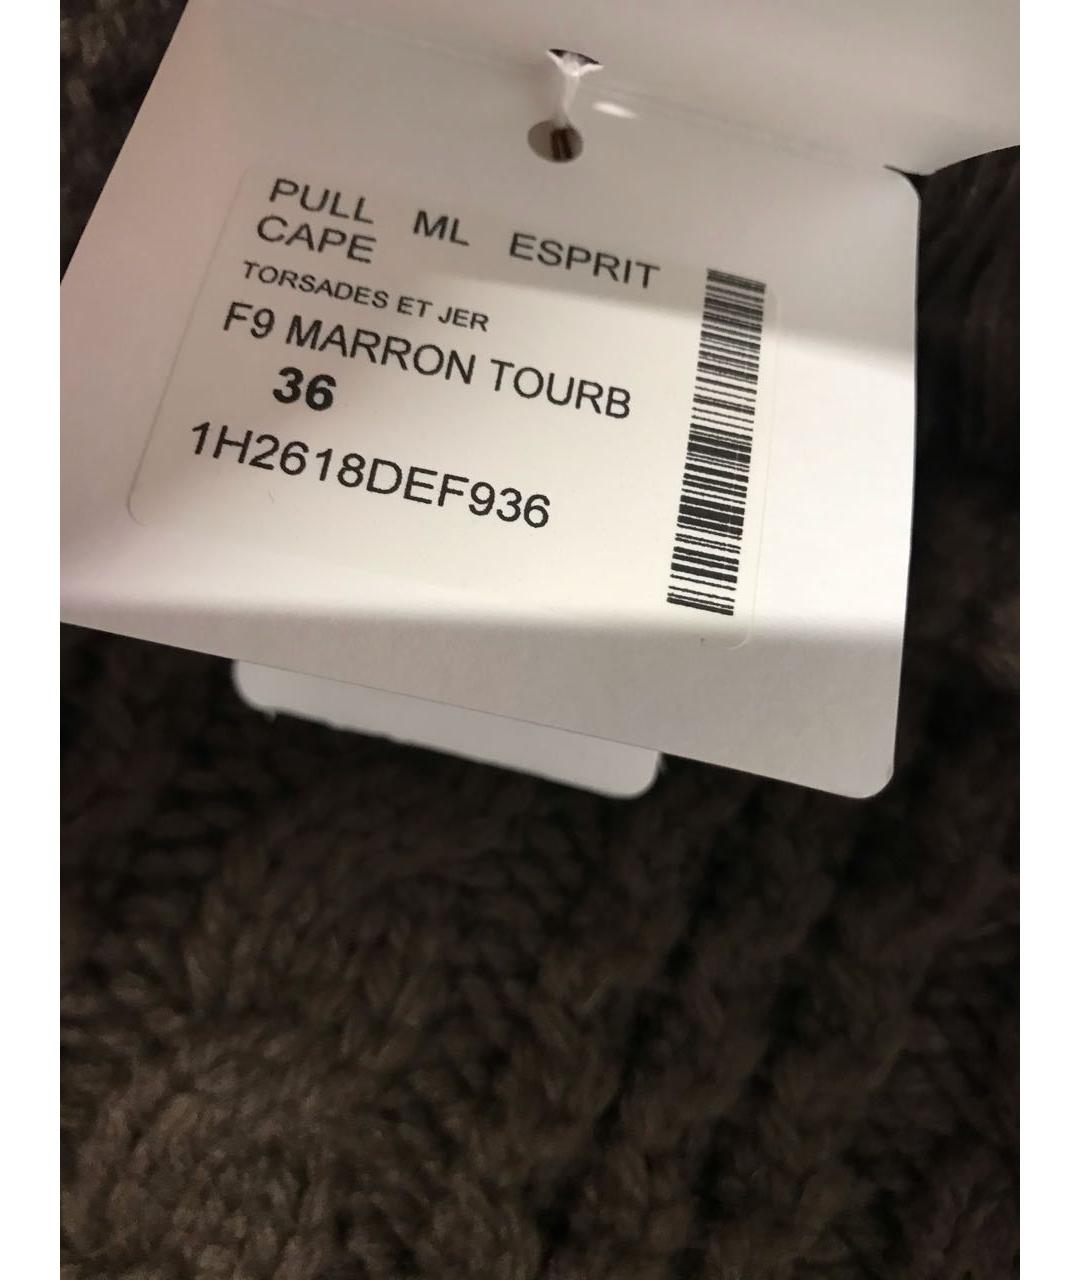 PULL ML ESPRIT
CAPE
TORSADES ET JER
F9 MARRON TOURB
36
1H2618DEF936